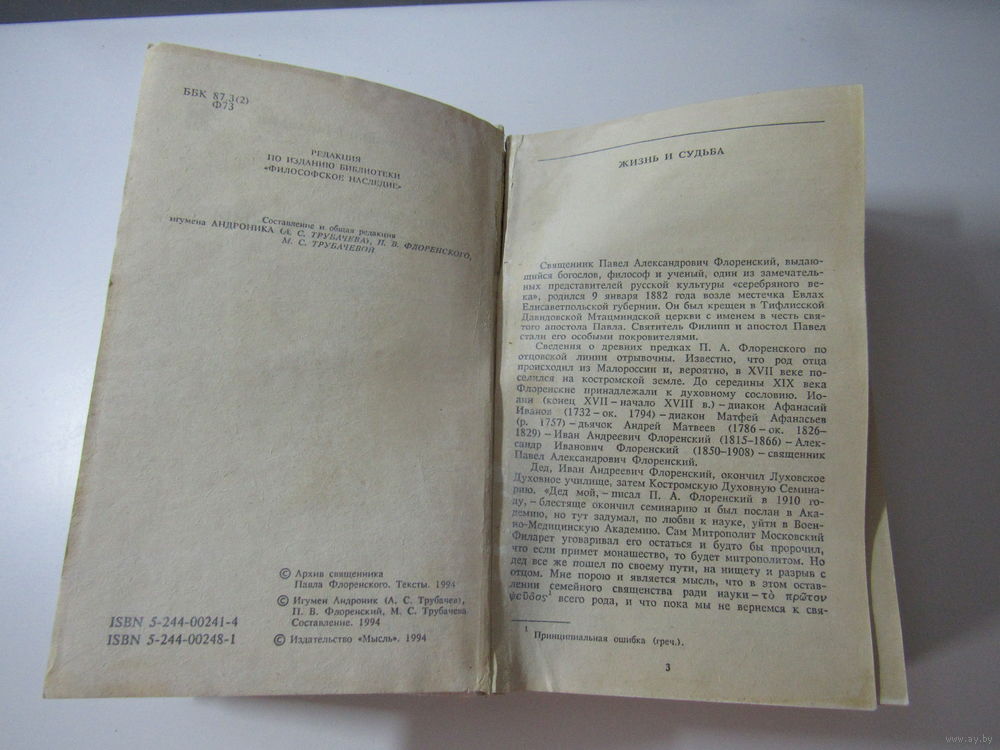 ББК 87.3(2)
Ф73
РЕДАКЦИЯ
ПО ИЗДАНИЮ БИБЛИОТЕКИ
«ФИЛОСОФСКОЕ НАСЛЕДИЕ»
Составление и общая редакция
игумена АНДРОНИКА (А. С. ТРУБАЧЕВА), П. В. ФЛОРЕНСКОГО,
М. С. ТРУБАЧЕВОЙ
© Архив священника
Павла Флоренского. Тексты. 1994
© Игумен Андроник (А. С. Трубачев),
П. В. Флоренский, М. С. Трубачева
Составление. 1994
ISBN 5-244-00241-4
ISBN 5-244-00248-1
© Издательство «Мысль». 1994
ЖИЗНЬ И СУДЬБА
Священник Павел Александрович Флоренский, выдаю-
щийся богослов, философ и ученый, один из замечатель-
ных представителей русской культуры «серебряного ве-
ка», родился 9 января 1882 года возле местечка Евлах
Елисаветпольской губернии. Он был крещен в Тифлисской
Давидовской Мтацминдской церкви с именем в честь свя-
того апостола Павла. Святитель Филипп и апостол Павел
стали его особыми покровителями.
Сведения о древних предках П. А. Флоренского по
отцовской линии отрывочны. Известно, что род отца
происходил из Малороссии и, вероятно, в XVII веке по-
селился на костромской земле. До середины XIX века
Флоренские принадлежали к духовному сословию. Ио-
анн (конец XVII – начало XVIII в.) – диакон Афанасий
Иванов (1732 – ок. 1794) – диакон Матфей Афанасьев
(р. 1757) – дьячок Андрей Матвеев (1786 – ок. 1826–
1829) – Иван Андреевич Флоренский (1815–1866) – Алек-
сандр Иванович Флоренский (1850–1908) – священник
Павел Александрович Флоренский.
Дед, Иван Андреевич Флоренский, окончил Луховское
Духовное училище, затем Костромскую Духовную Семина-
рию. «Дед мой, – писал П. А. Флоренский в 1910 го-
ду, – блестяще окончил семинарию и был послан в Ака-
демию, но тут задумал, по любви к науке, уйти в Воен-
но-Медицинскую Академию. Сам Митрополит Московский
Филарет уговаривал его остаться и будто бы пророчил,
что если примет монашество, то будет митрополитом. Но
дед все же пошел по своему пути, на нищету и разрыв с
отцом. Мне порою и является мысль, что в этом остав-
лении семейного священства ради науки – τὸ πρῶτον
ψεῦδος¹ всего рода, и что пока мы не вернемся к свя-
¹ Принципиальная ошибка (греч.).
3
www.ay.by